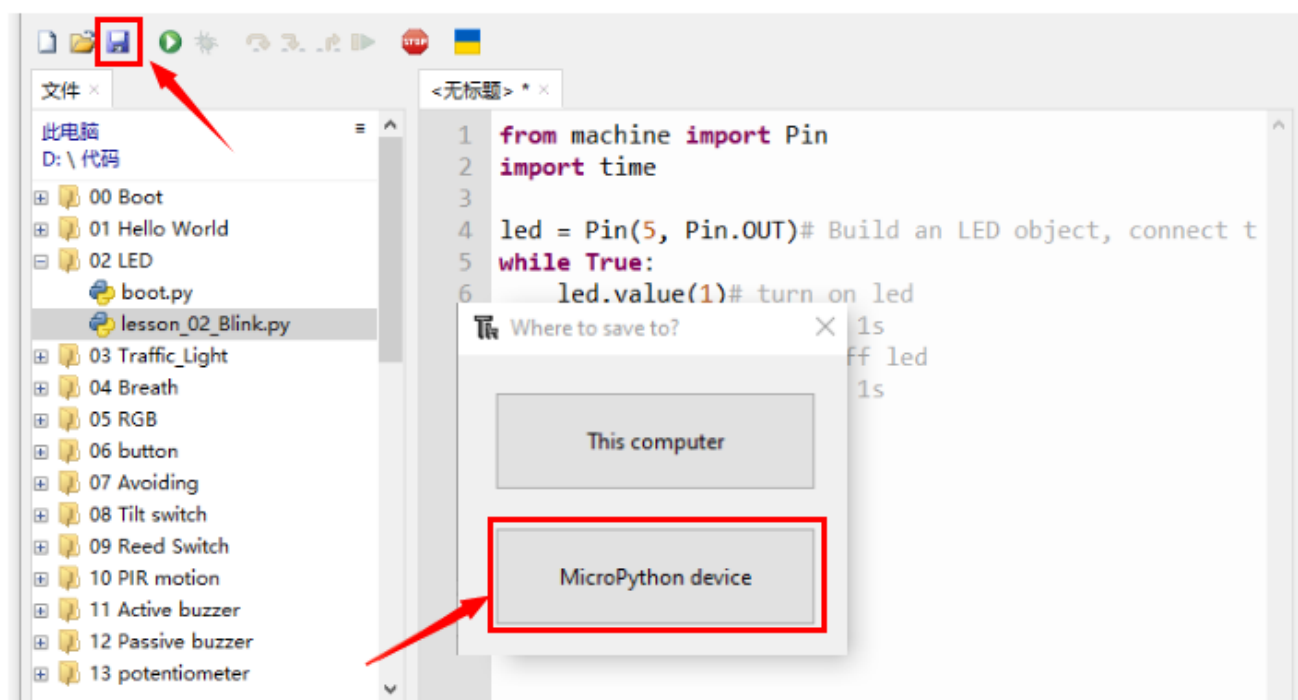 STOP
文件 ×
<无标题> * ×
此电脑
D: \ 代码
00 Boot
01 Hello World
02 LED
boot.py
lesson_02_Blink.py
03 Traffic_Light
04 Breath
05 RGB
06 button
07 Avoiding
08 Tilt switch
09 Reed Switch
10 PIR motion
11 Active buzzer
12 Passive buzzer
13 potentiometer
1 from machine import Pin
2 import time
3
4 led = Pin(5, Pin.OUT)# Build an LED object, connect t
5 while True:
6 led.value(1)# turn on led
1s
ff led
1s
Where to save to?
This computer
MicroPython device